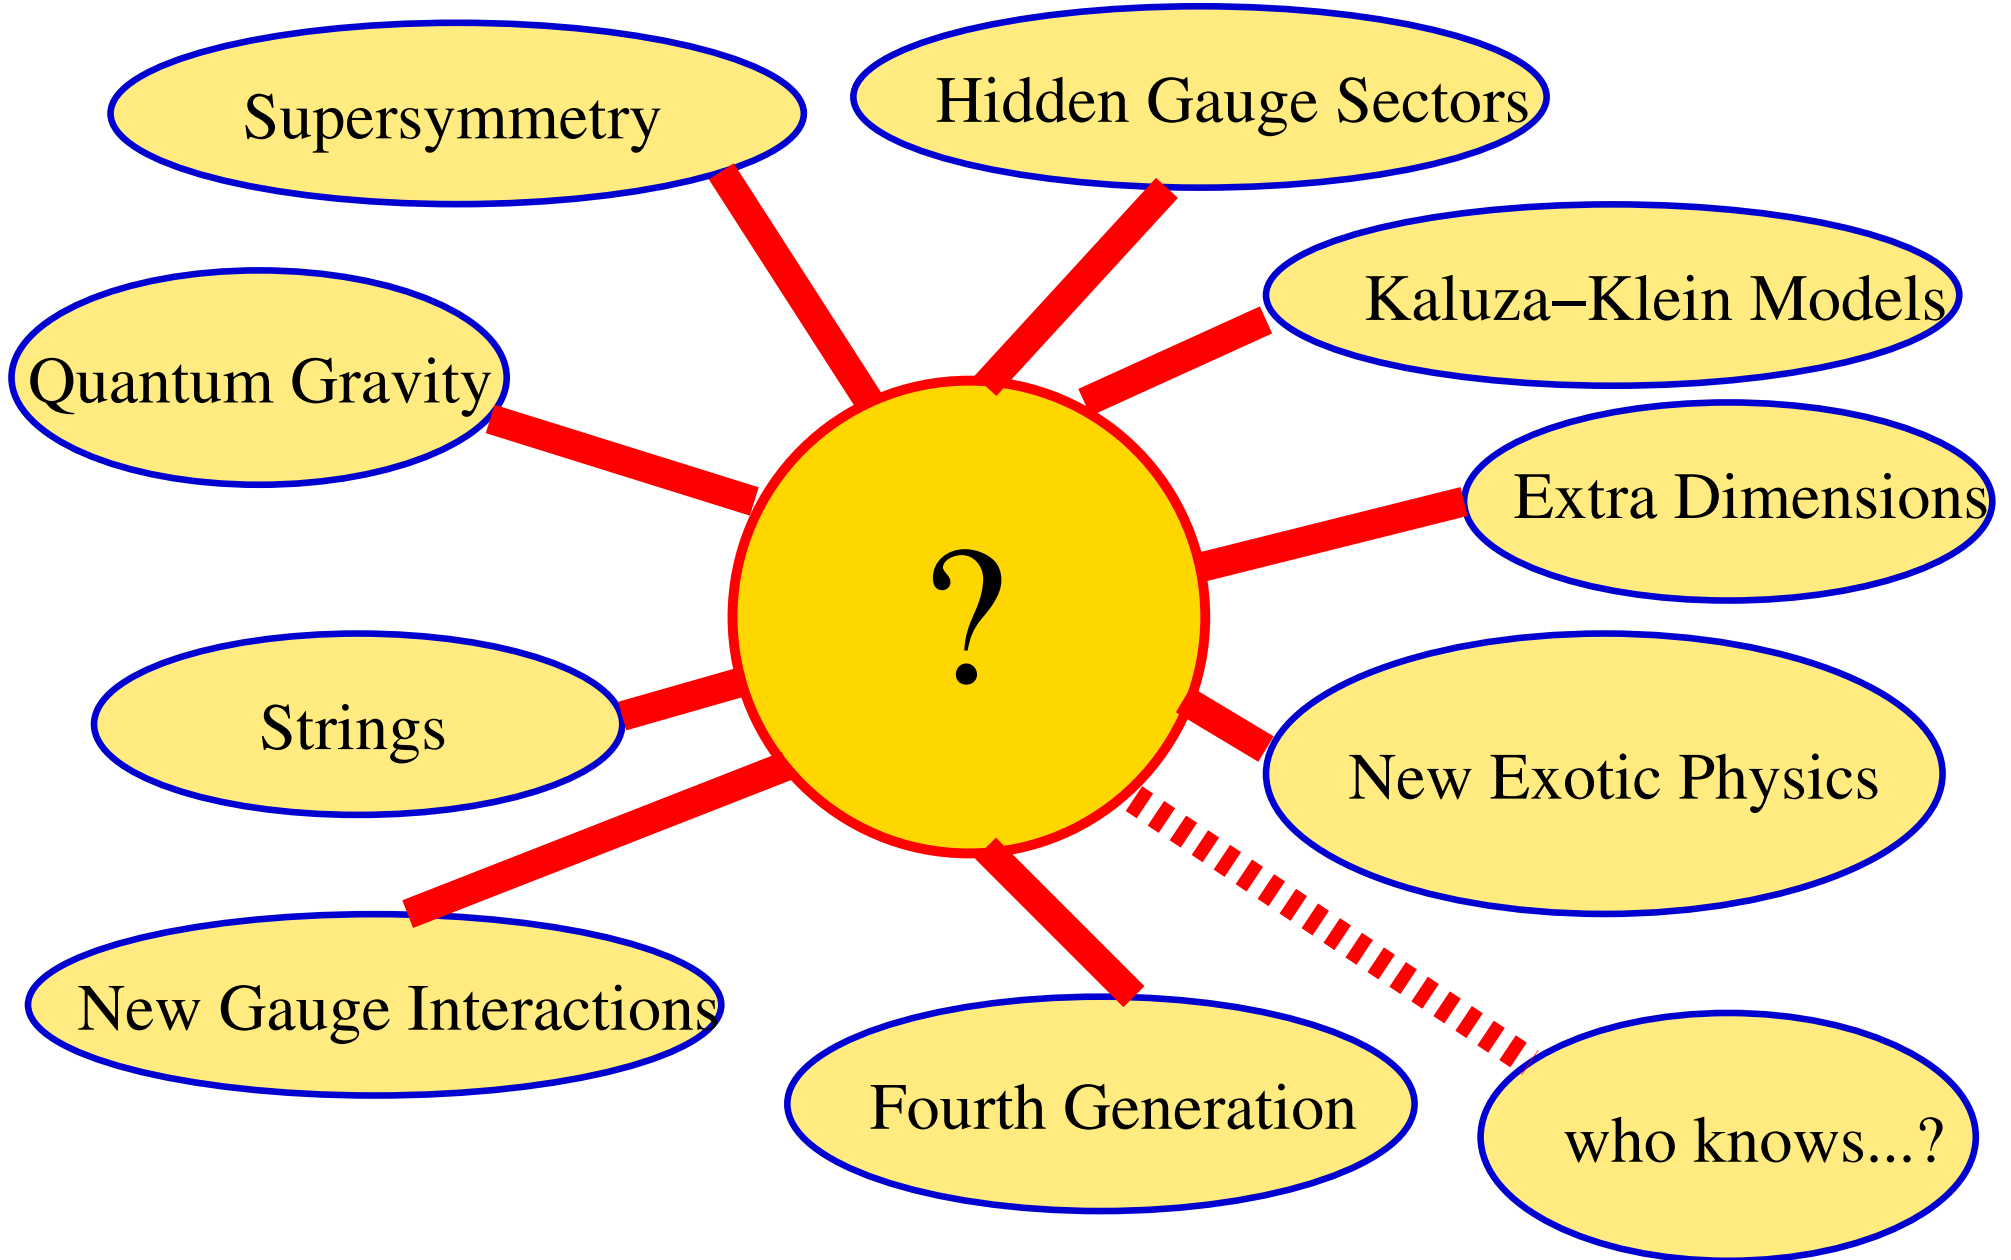 Supersymmetry
Hidden Gauge Sectors
Kaluza–Klein Models
Quantum Gravity
Extra Dimensions
?
Strings
New Exotic Physics
New Gauge Interactions
Fourth Generation
who knows...?